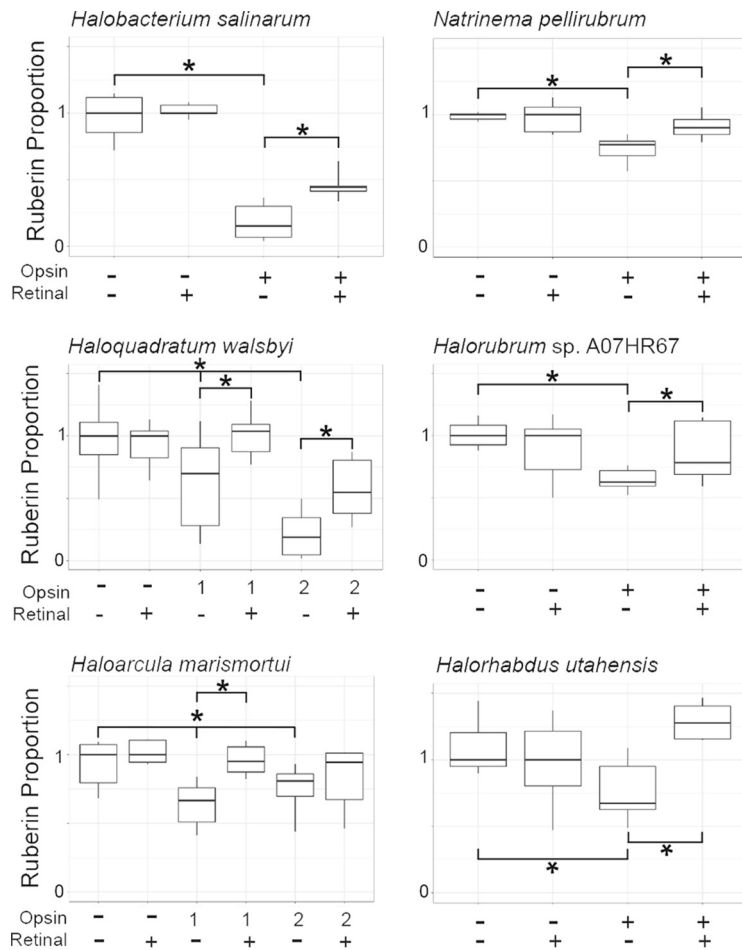 Halobacterium salinarum
Natrinema pellirubrum
Ruberin Proportion
1
0
*
*
Opsin - - + +
Retinal - + - +
1
0
*
*
- - + +
- + - +
Haloquadratum walsbyi
Halorubrum sp. A07HR67
Ruberin Proportion
1
0
*
*
*
Opsin - - 1 1 2 2
Retinal - + - + - +
1
0
*
*
- - + +
- + - +
Haloarcula marismortui
Halorhabdus utahensis
Ruberin Proportion
1
0
*
*
Opsin - - 1 1 2 2
Retinal - + - + - +
1
0
*
*
- - + +
- + - +